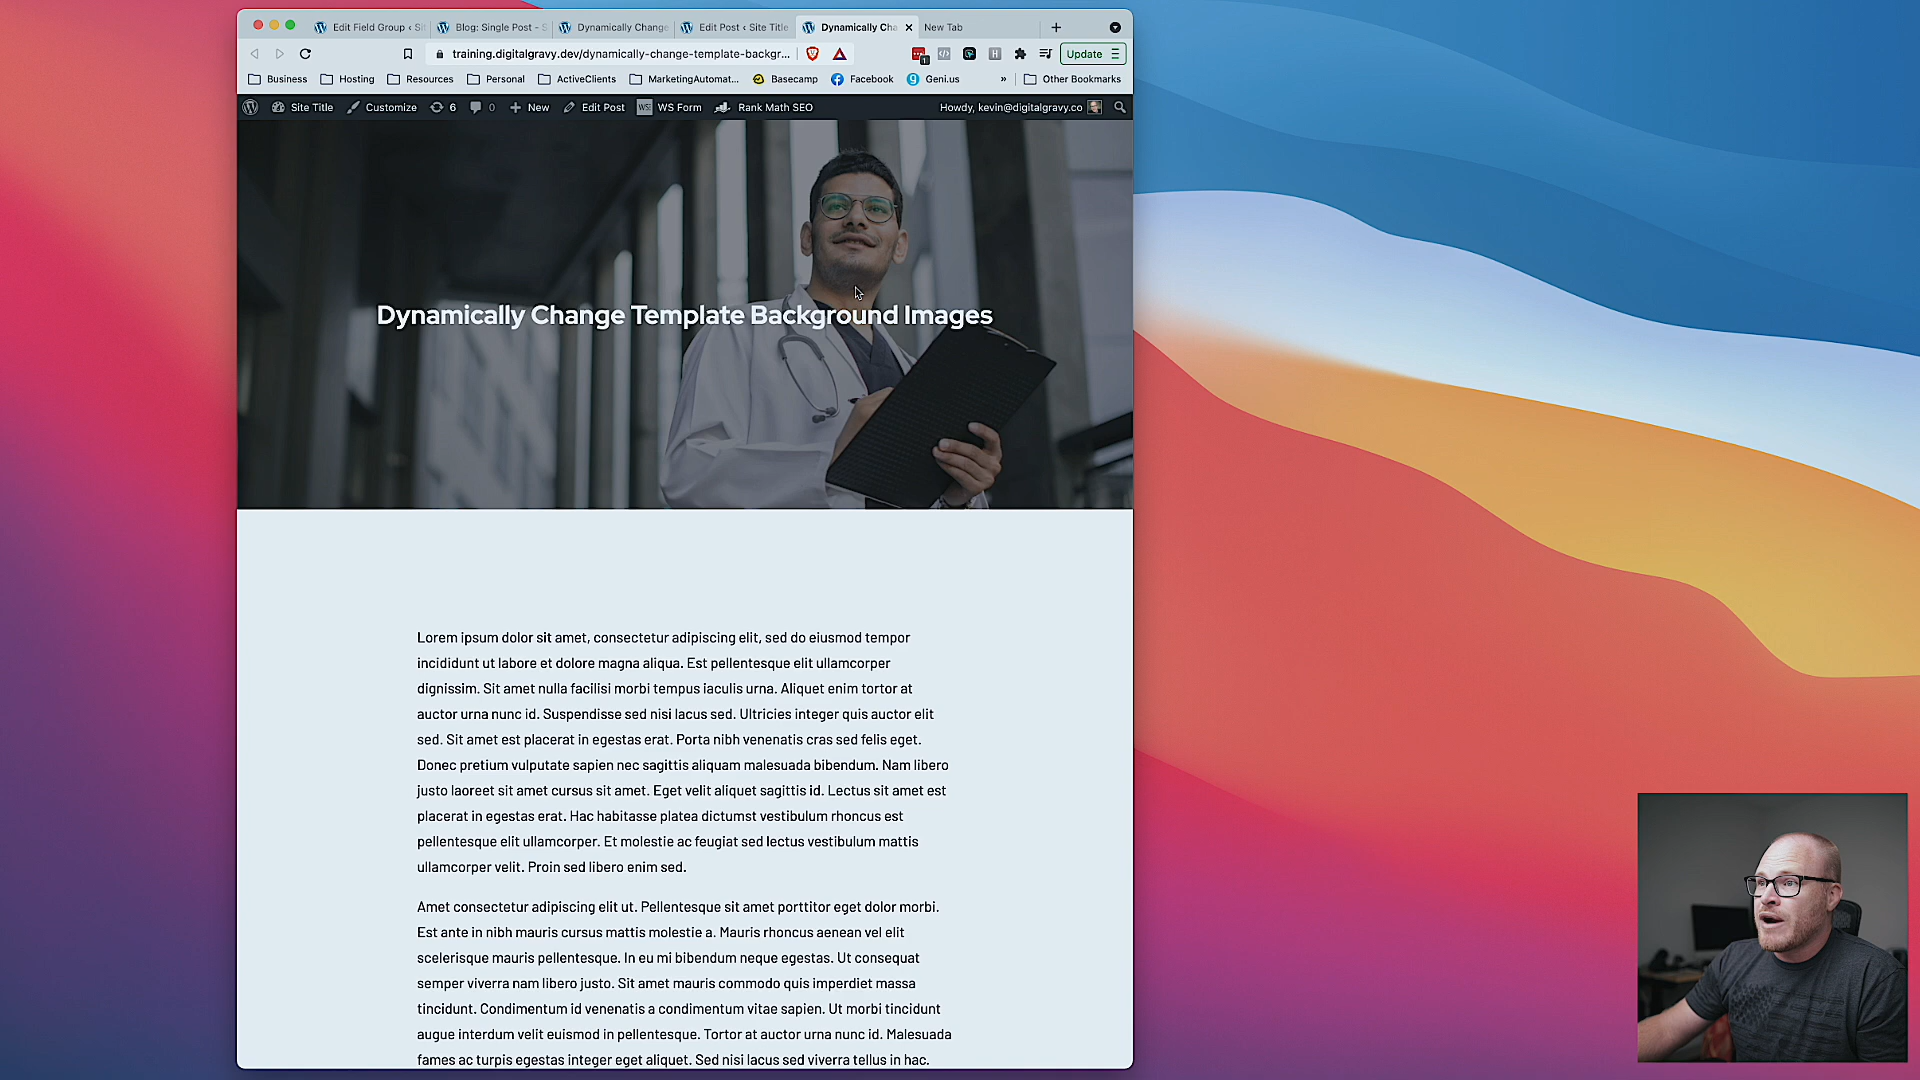 Edit Field Group ‹ Sit
Blog: Single Post - S
Dynamically Change
Edit Post ‹ Site Title
Dynamically Cha
New Tab
training.digitalgravy.dev/dynamically-change-template-backgr...
1
H
Update
Business
Hosting
Resources
Personal
ActiveClients
MarketingAutomat...
Basecamp
Facebook
Geni.us
»
Other Bookmarks
Site Title
Customize
6
0
New
Edit Post
WS
WS Form
Rank Math SEO
Howdy, kevin@digitalgravy.co
Dynamically Change Template Background Images
Lorem ipsum dolor sit amet, consectetur adipiscing elit, sed do eiusmod tempor
incididunt ut labore et dolore magna aliqua. Est pellentesque elit ullamcorper
dignissim. Sit amet nulla facilisi morbi tempus iaculis urna. Aliquet enim tortor at
auctor urna nunc id. Suspendisse sed nisi lacus sed. Ultricies integer quis auctor elit
sed. Sit amet est placerat in egestas erat. Porta nibh venenatis cras sed felis eget.
Donec pretium vulputate sapien nec sagittis aliquam malesuada bibendum. Nam libero
justo laoreet sit amet cursus sit amet. Eget velit aliquet sagittis id. Lectus sit amet est
placerat in egestas erat. Hac habitasse platea dictumst vestibulum rhoncus est
pellentesque elit ullamcorper. Et molestie ac feugiat sed lectus vestibulum mattis
ullamcorper velit. Proin sed libero enim sed.
Amet consectetur adipiscing elit ut. Pellentesque sit amet porttitor eget dolor morbi.
Est ante in nibh mauris cursus mattis molestie a. Mauris rhoncus aenean vel elit
scelerisque mauris pellentesque. In eu mi bibendum neque egestas. Ut consequat
semper viverra nam libero justo. Sit amet mauris commodo quis imperdiet massa
tincidunt. Condimentum id venenatis a condimentum vitae sapien. Ut morbi tincidunt
augue interdum velit euismod in pellentesque. Tortor at auctor urna nunc id. Malesuada
fames ac turpis egestas integer eget aliquet. Sed nisi lacus sed viverra tellus in hac.